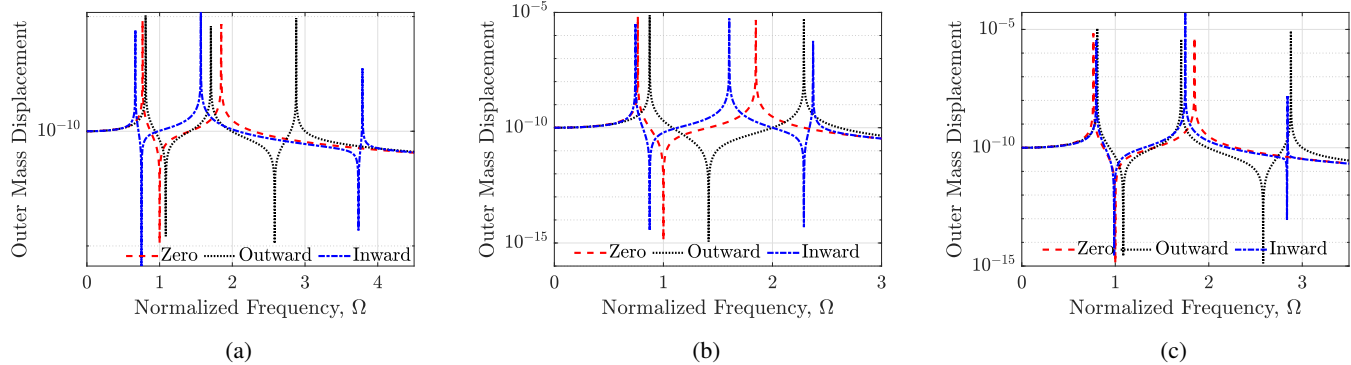 Outer Mass Displacement
10⁻¹⁰
Zero Outward Inward
0 1 2 3 4
Normalized Frequency, Ω
(a)
Outer Mass Displacement
10⁻⁵
10⁻¹⁰
10⁻¹⁵
Zero Outward Inward
0 1 2 3
Normalized Frequency, Ω
(b)
Outer Mass Displacement
10⁻⁵
10⁻¹⁰
10⁻¹⁵
Zero Outward Inward
0 1 2 3
Normalized Frequency, Ω
(c)